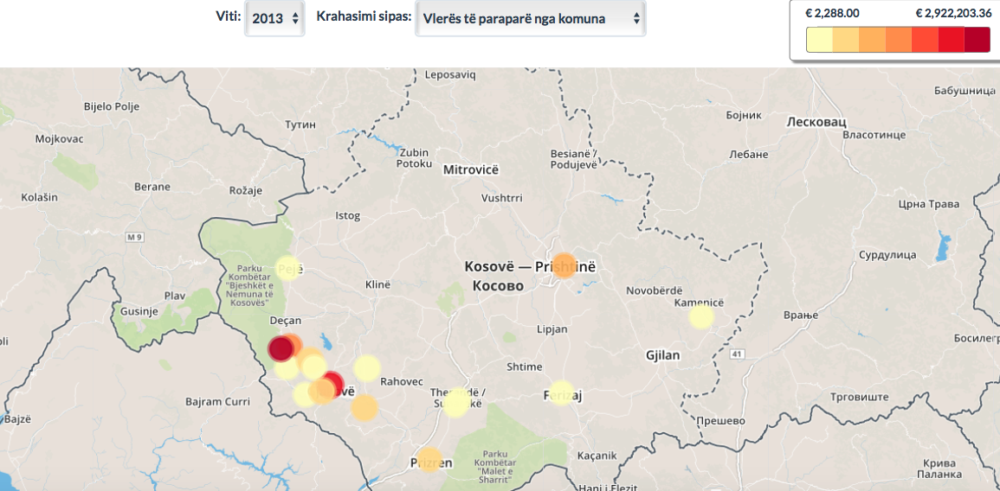 Viti: 2013 Krahasimi sipas: Vlerës të paraparë nga komuna
€ 2,288.00 € 2,922,203.36
Leposaviq
Бабушница
Bijelo Polje
Бојник
Лесковац
Тутин
Власотинце
Mojkovac
Zubin
Potoku
Besianë /
Podujevë
Лебане
Mitrovicë
Berane
Rožaje
Kolašin
Vushtrri
Црна Трава
Istog
M 9
Сурдулица
Kosovë — Prishtinë
Косово
Parku
Kombëtar
"Bjeshkët e
Nemuna të
Kosovës"
Pejë
Klinë
Novobërdë
Plav
Kamenicë
Gusinje
Врање
Deçan
Lipjan
Босилег
Gjilan
41
Shtime
Rahovec
Ferizaj
Bajram Curri
Трговиште
Bajzë
Прешево
Prizren
Parku
Kombëtar
"Malet e
Sharrit"
Kaçanik
Крива
Паланка
Hani i Elezit